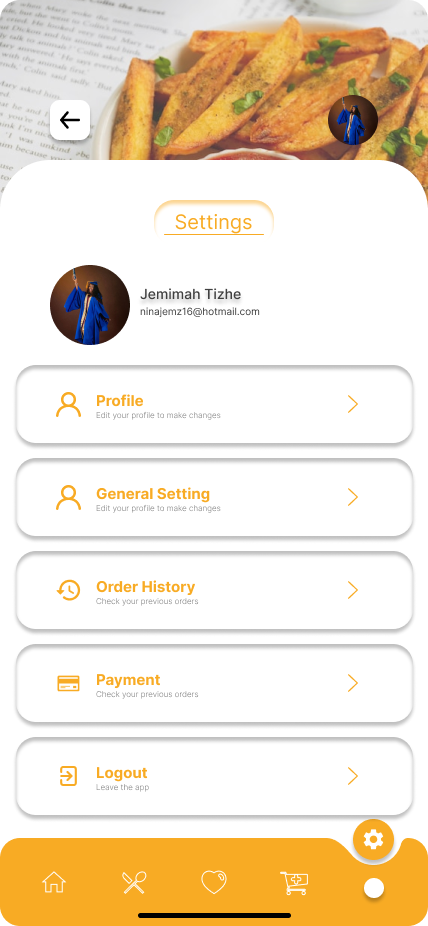 Settings
Jemimah Tizhe
ninajemz16@hotmail.com
Profile
Edit your profile to make changes
General Setting
Edit your profile to make changes
Order History
Check your previous orders
Payment
Check your previous orders
Logout
Leave the app